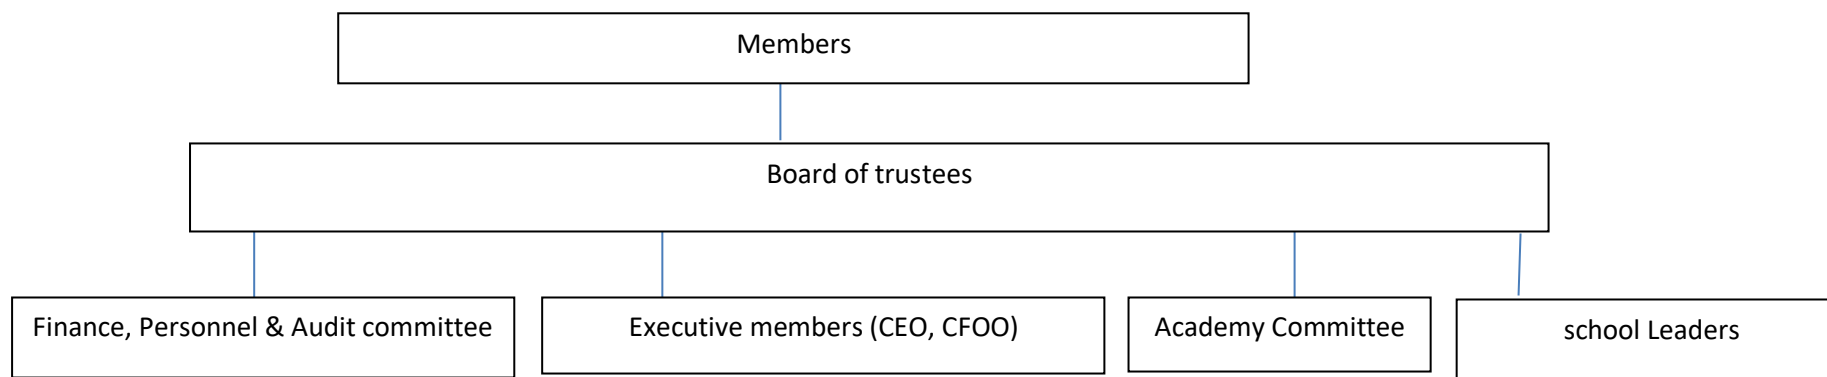 Members
Board of trustees
Finance, Personnel & Audit committee
Executive members (CEO, CFOO)
Academy Committee
school Leaders